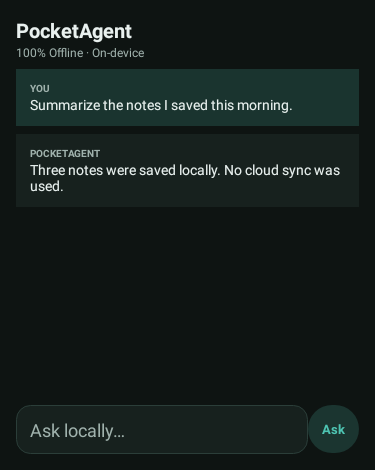 PocketAgent
100% Offline · On-device
YOU
Summarize the notes I saved this morning.
POCKETAGENT
Three notes were saved locally. No cloud sync was
used.
Ask locally...
Ask